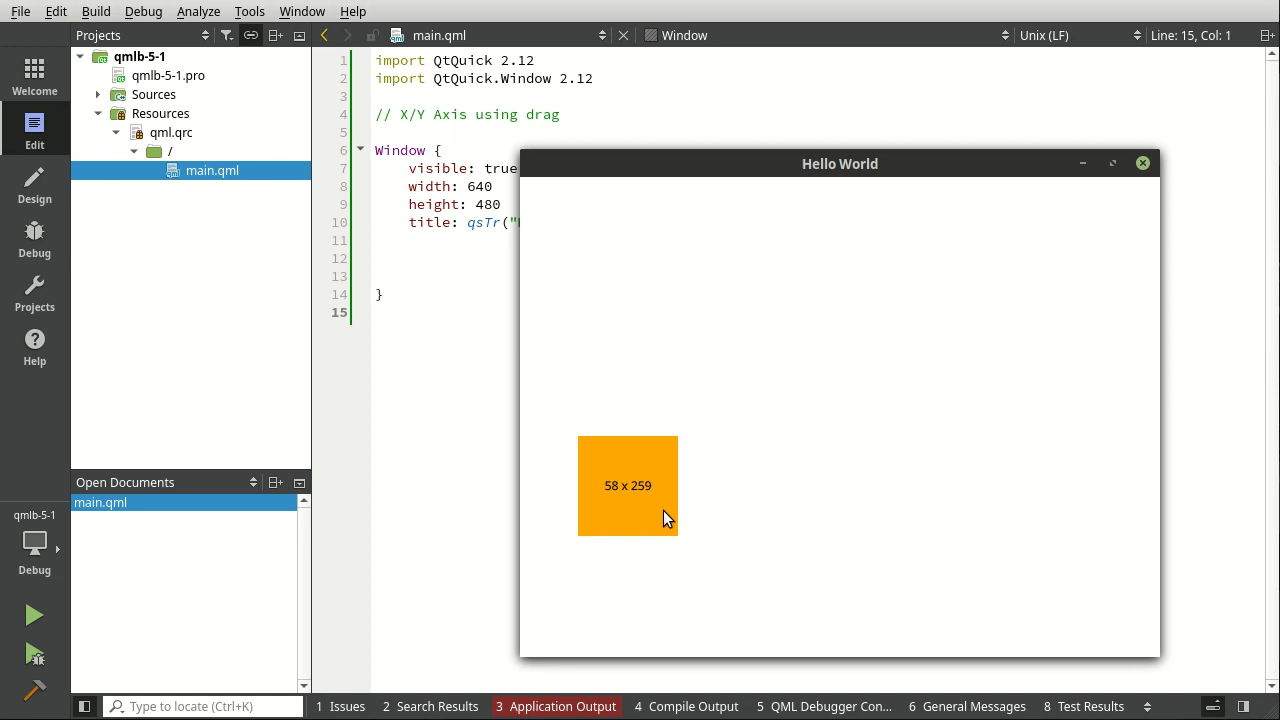 File Edit Build Debug Analyze Tools Window Help
Projects main.qml Window Unix (LF) Line: 15, Col: 1
Welcome
Edit
Design
Debug
Projects
Help
qmlb-5-1
Debug
qmlb-5-1
qmlb-5-1.pro
Sources
Resources
qml.qrc
/
main.qml
Open Documents
main.qml
1 import QtQuick 2.12
2 import QtQuick.Window 2.12
3
4 // X/Y Axis using drag
5
6 Window {
7 visible: true
8 width: 640
9 height: 480
10 title: qsTr("
11
12
13
14 }
15
Hello World
58 x 259
Type to locate (Ctrl+K) 1 Issues 2 Search Results 3 Application Output 4 Compile Output 5 QML Debugger Con... 6 General Messages 8 Test Results